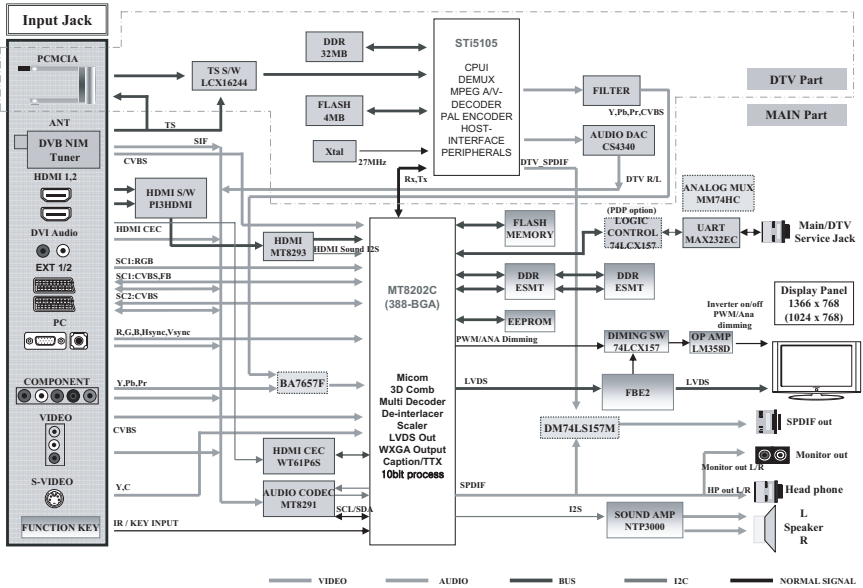 Input Jack
PCMCIA
ANT
DVB NIM
Tuner
HDMI 1,2
DVI Audio
EXT 1/2
PC
COMPONENT
VIDEO
S-VIDEO
FUNCTION KEY
DDR
32MB
TS S/W
LCX16244
FLASH
4MB
Xtal
27MHz
STi5105
CPUI
DEMUX
MPEG A/V-
DECODER
PAL ENCODER
HOST-
INTERFACE
PERIPHERALS
FILTER
Y,Pb,Pr,CVBS
AUDIO DAC
CS4340
DTV R/L
DTV_SPDIF
DTV Part
MAIN Part
TS
SIF
CVBS
Rx,Tx
HDMI S/W
PI3HDMI
HDMI CEC
HDMI
MT8293
HDMI Sound I2S
SC1:RGB
SC1:CVBS,FB
SC2:CVBS
R,G,B,Hsync,Vsync
Y,Pb,Pr
BA7657F
CVBS
HDMI CEC
WT61P6S
Y,C
AUDIO CODEC
MT8291
SCL/SDA
IR / KEY INPUT
MT8202C
(388-BGA)
Micom
3D Comb
Multi Decoder
De-interlacer
Scaler
LVDS Out
WXGA Output
Caption/TTX
10bit process
FLASH
MEMORY
DDR
ESMT
DDR
ESMT
EEPROM
(PDP option)
LOGIC
CONTROL
74LCX157
ANALOG MUX
MM74HC
UART
MAX232EC
Main/DTV
Service Jack
PWM/ANA Dimming
DIMING SW
74LCX157
OP AMP
LM358D
Inverter on/off
PWM/Ana
dimming
Display Panel
1366 x 768
(1024 x 768)
LVDS
FBE2
LVDS
DM74LS157M
SPDIF out
Monitor out
Monitor out L/R
SPDIF
HP out L/R
Head phone
I2S
SOUND AMP
NTP3000
L
Speaker
R
VIDEO
AUDIO
BUS
I2C
NORMAL SIGNAL